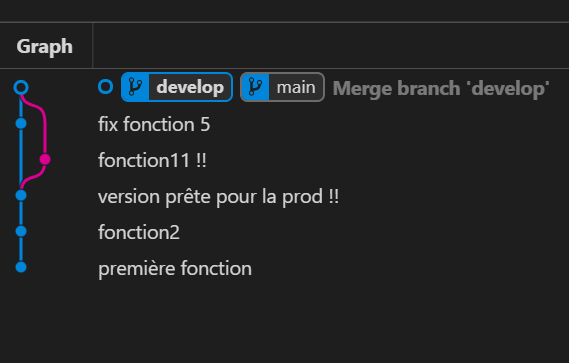 Graph
develop main Merge branch 'develop'
fix fonction 5
fonction11 !!
version prête pour la prod !!
fonction2
première fonction